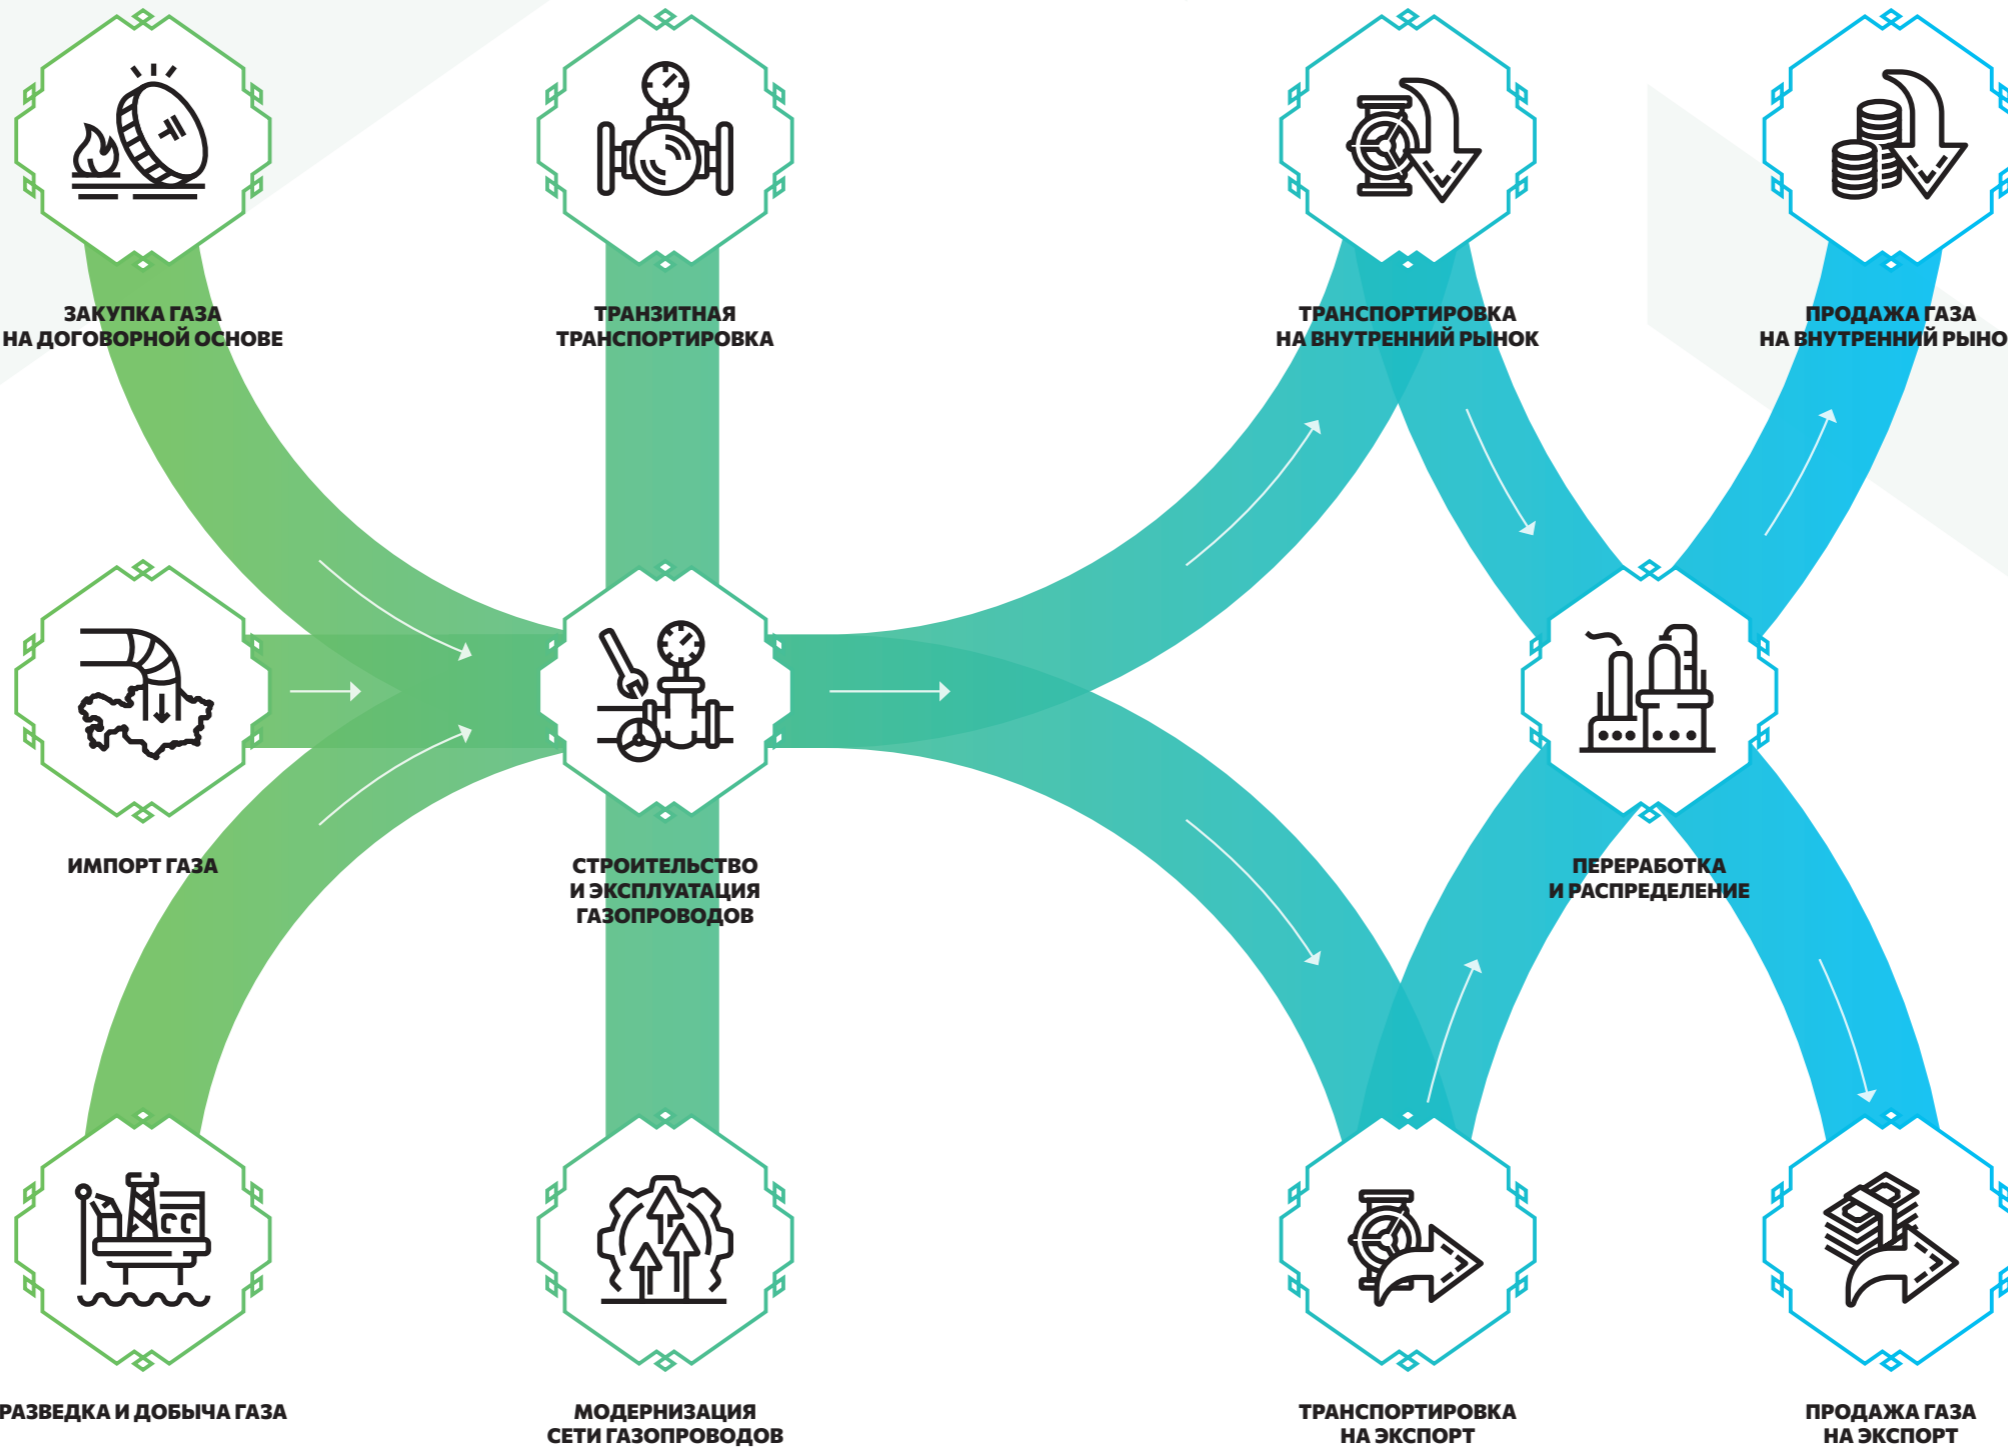 ЗАКУПКА ГАЗА
НА ДОГОВОРНОЙ ОСНОВЕ
ТРАНЗИТНАЯ
ТРАНСПОРТИРОВКА
ТРАНСПОРТИРОВКА
НА ВНУТРЕННИЙ РЫНОК
ПРОДАЖА ГАЗА
НА ВНУТРЕННИЙ РЫНО
ИМПОРТ ГАЗА
СТРОИТЕЛЬСТВО
И ЭКСПЛУАТАЦИЯ
ГАЗОПРОВОДОВ
ПЕРЕРАБОТКА
И РАСПРЕДЕЛЕНИЕ
РАЗВЕДКА И ДОБЫЧА ГАЗА
МОДЕРНИЗАЦИЯ
СЕТИ ГАЗОПРОВОДОВ
ТРАНСПОРТИРОВКА
НА ЭКСПОРТ
ПРОДАЖА ГАЗА
НА ЭКСПОРТ